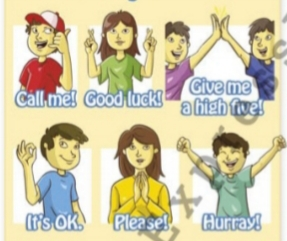 Call me!
Good luck!
Give me
a high five!
It's OK.
Please!
Hurray!